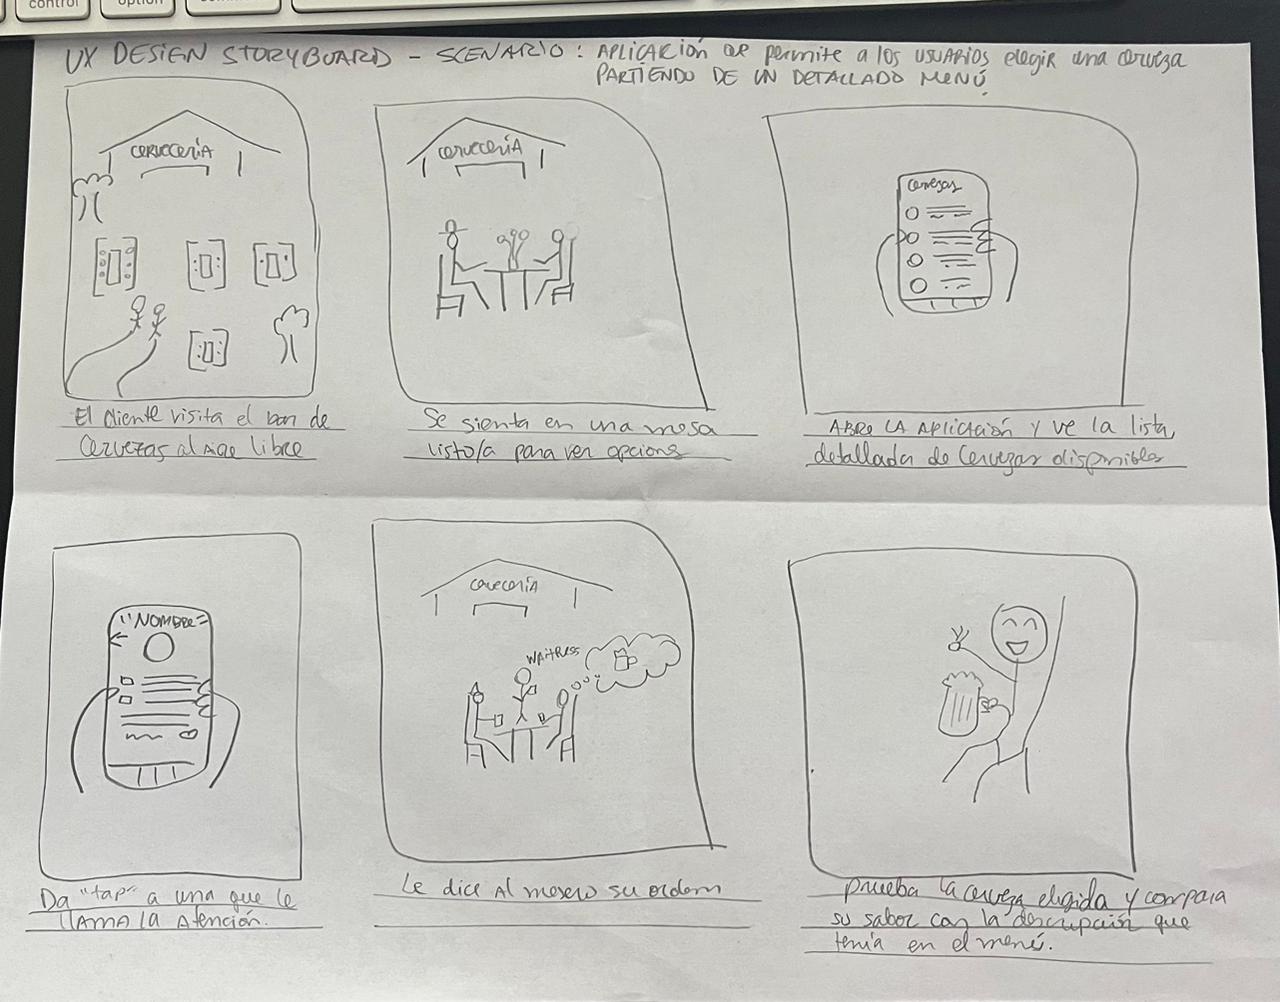 control
option
UX DESIGN STORYBOARD – SCENARIO: APLICACIÓN QUE permite a los usuarios elegir una cerveza
PARTIENDO DE UN DETALLADO MENÚ.
CERVECERÍA
El cliente visita el bar de
cervezas al aire libre
CERVECERÍA
Se sienta en una mesa
listo/a para ver opciones
Cervezas
ABRE LA APLICACIÓN y ve la lista
detallada de cervezas disponibles
"NOMBRE"
Da "tap" a una que le
llama la atención.
CERVECERÍA
WAITRESS
Le dice al mesero su orden
Prueba la cerveza elegida y compara
su sabor con la descripción que
tenía en el menú.